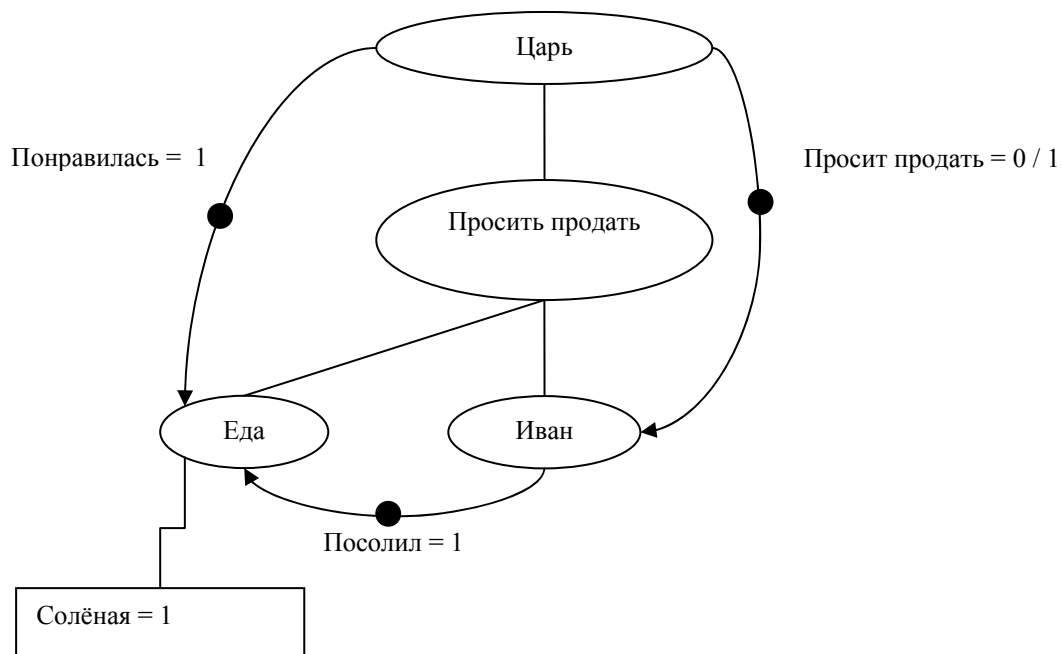 Царь
Понравилась = 1
Просит продать = 0 / 1
Просить продать
Еда
Иван
Посолил = 1
Солёная = 1